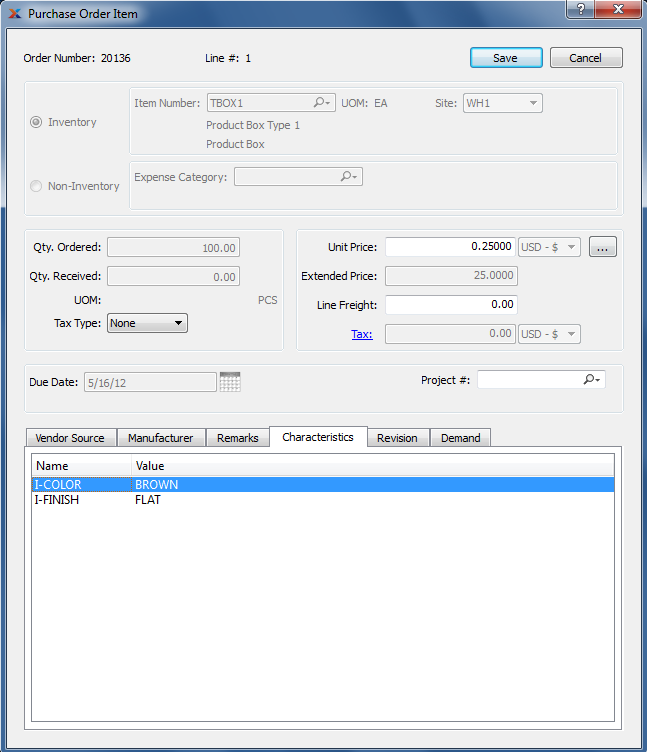 Purchase Order Item
Order Number: 20136 Line #: 1 Save Cancel
Inventory
Item Number: TBOX1 UOM: EA Site: WH1
Product Box Type 1
Product Box
Non-Inventory
Expense Category:
Qty. Ordered: 100.00
Qty. Received: 0.00
UOM: PCS
Tax Type: None
Unit Price: 0.25000 USD - $ ...
Extended Price: 25.0000
Line Freight: 0.00
Tax: 0.00 USD - $
Due Date: 5/16/12 Project #:
Vendor Source Manufacturer Remarks Characteristics Revision Demand
Name Value
I-COLOR BROWN
I-FINISH FLAT